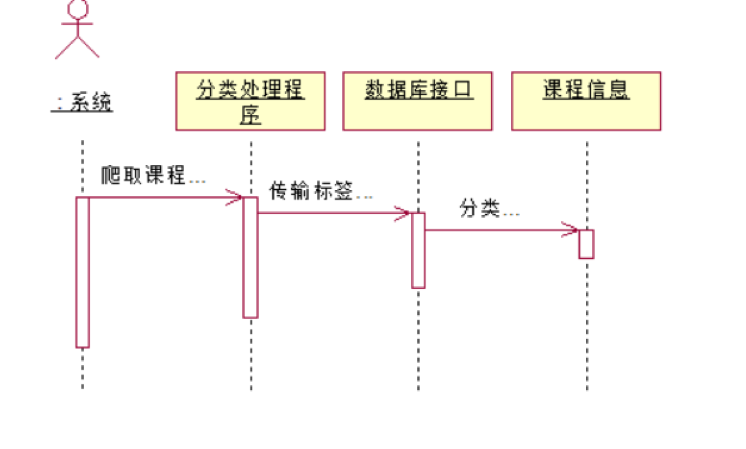 : 系统
分类处理程
序
数据库接口
课程信息
爬取课程...
传输标签...
分类...